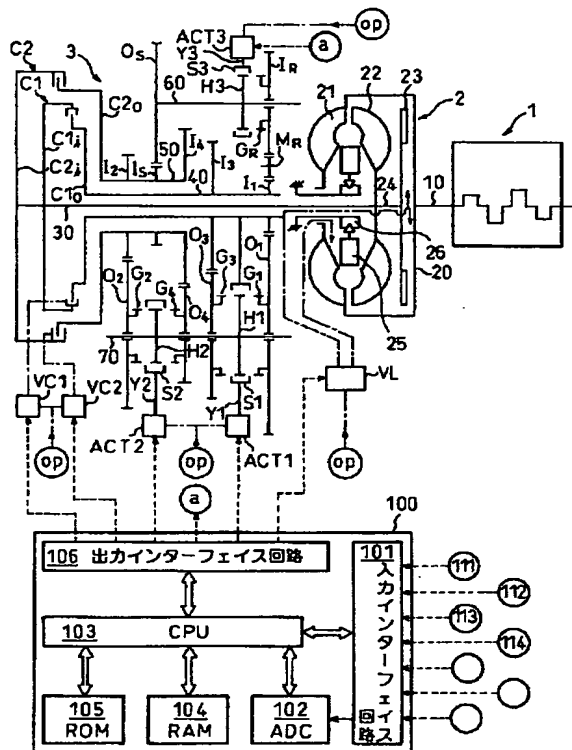 ACT3
op
C2
3
Os
Y3
a
S3
IR
C1
H3
60
21
22
23
2
C2o
GR
MR
1
C1i
I4
I3
C2i
I2
Is
50
40
I1
24
10
C1o
30
O3
G3
O1
26
G2
G1
20
O2
G4
O4
H1
25
70
H2
VC1
VC2
Y2
S2
Y1
S1
VL
ACT2
ACT1
op
op
op
a
100
106 出力インターフェイス回路
101 入力インターフェイス回路
111
112
113
114
103 CPU
105 ROM
104 RAM
102 ADC